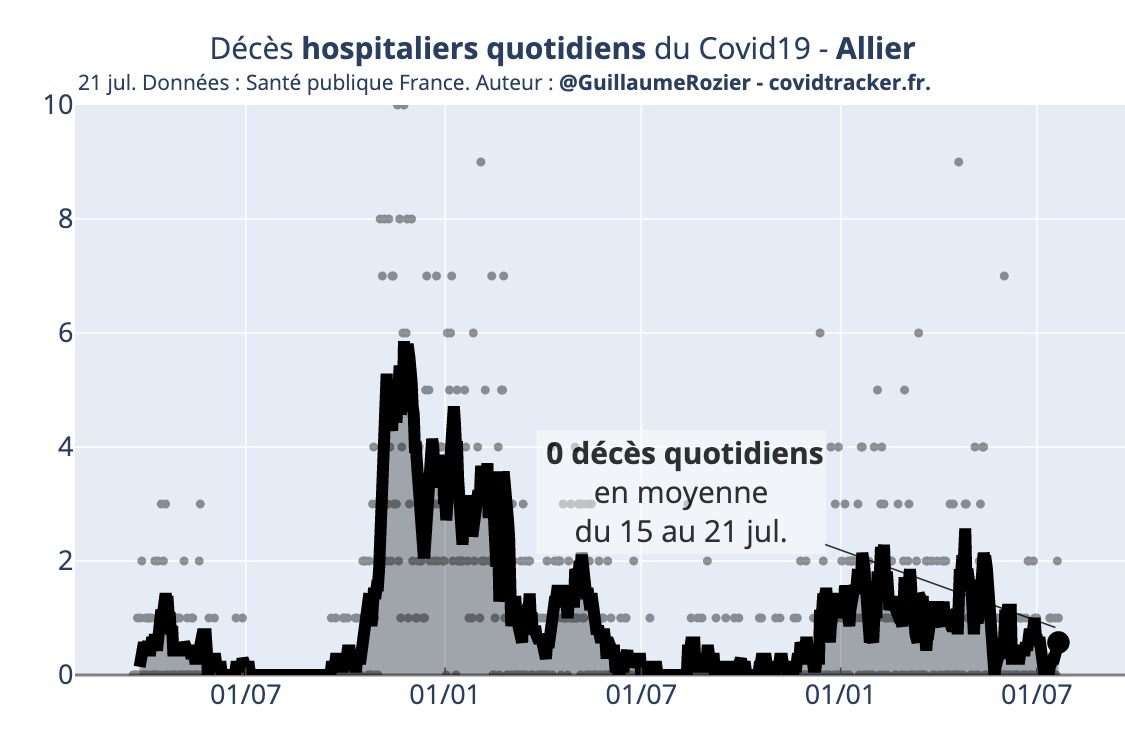 Décès hospitaliers quotidiens du Covid19 - Allier
21 jul. Données : Santé publique France. Auteur : @GuillaumeRozier - covidtracker.fr.
10
8
6
4
2
0
0 décès quotidiens
en moyenne
du 15 au 21 jul.
01/07 01/01 01/07 01/01 01/07